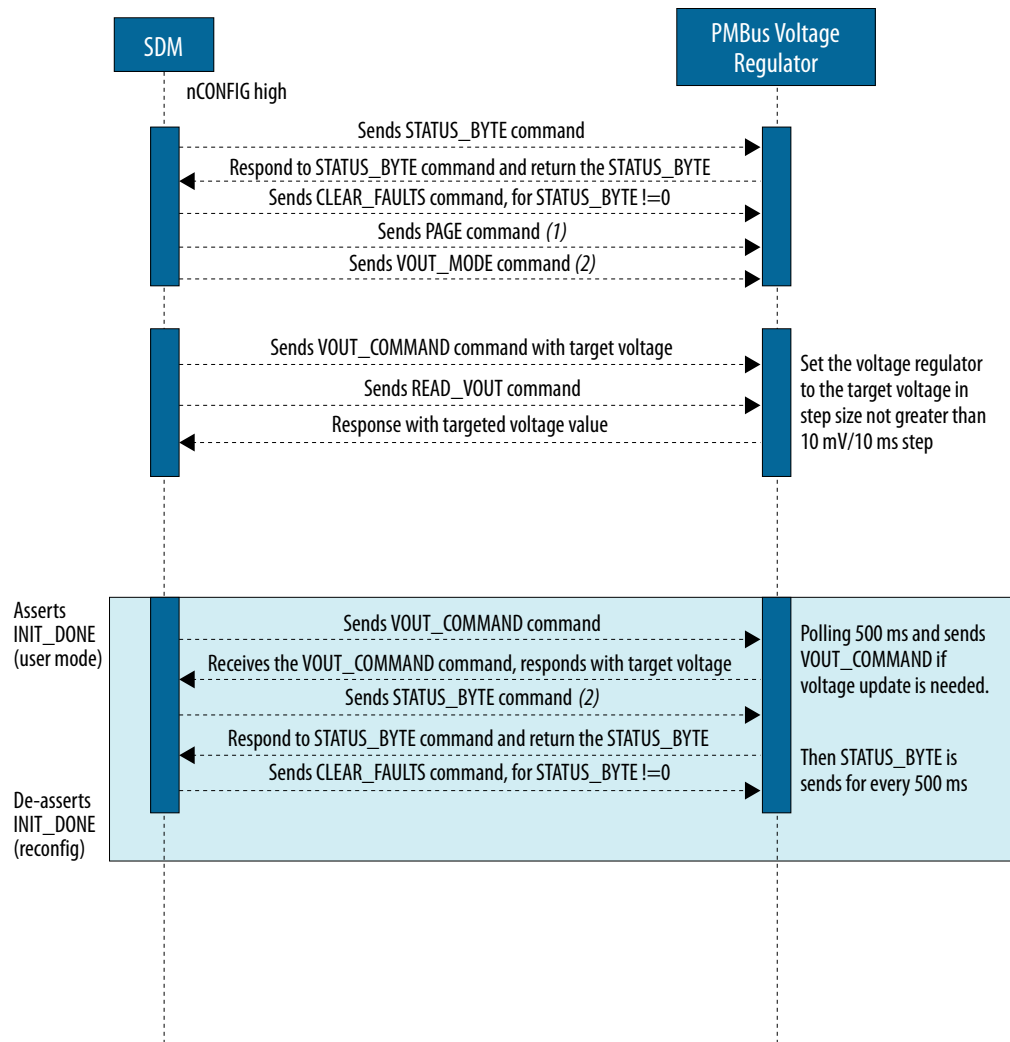 SDM
PMBus Voltage
Regulator
nCONFIG high
Sends STATUS_BYTE command
Respond to STATUS_BYTE command and return the STATUS_BYTE
Sends CLEAR_FAULTS command, for STATUS_BYTE !=0
Sends PAGE command (1)
Sends VOUT_MODE command (2)
Sends VOUT_COMMAND command with target voltage
Sends READ_VOUT command
Response with targeted voltage value
Set the voltage regulator
to the target voltage in
step size not greater than
10 mV/10 ms step
Asserts
INIT_DONE
(user mode)
Sends VOUT_COMMAND command
Receives the VOUT_COMMAND command, responds with target voltage
Sends STATUS_BYTE command (2)
Respond to STATUS_BYTE command and return the STATUS_BYTE
Sends CLEAR_FAULTS command, for STATUS_BYTE !=0
Polling 500 ms and sends
VOUT_COMMAND if
voltage update is needed.
Then STATUS_BYTE is
sends for every 500 ms
De-asserts
INIT_DONE
(reconfig)